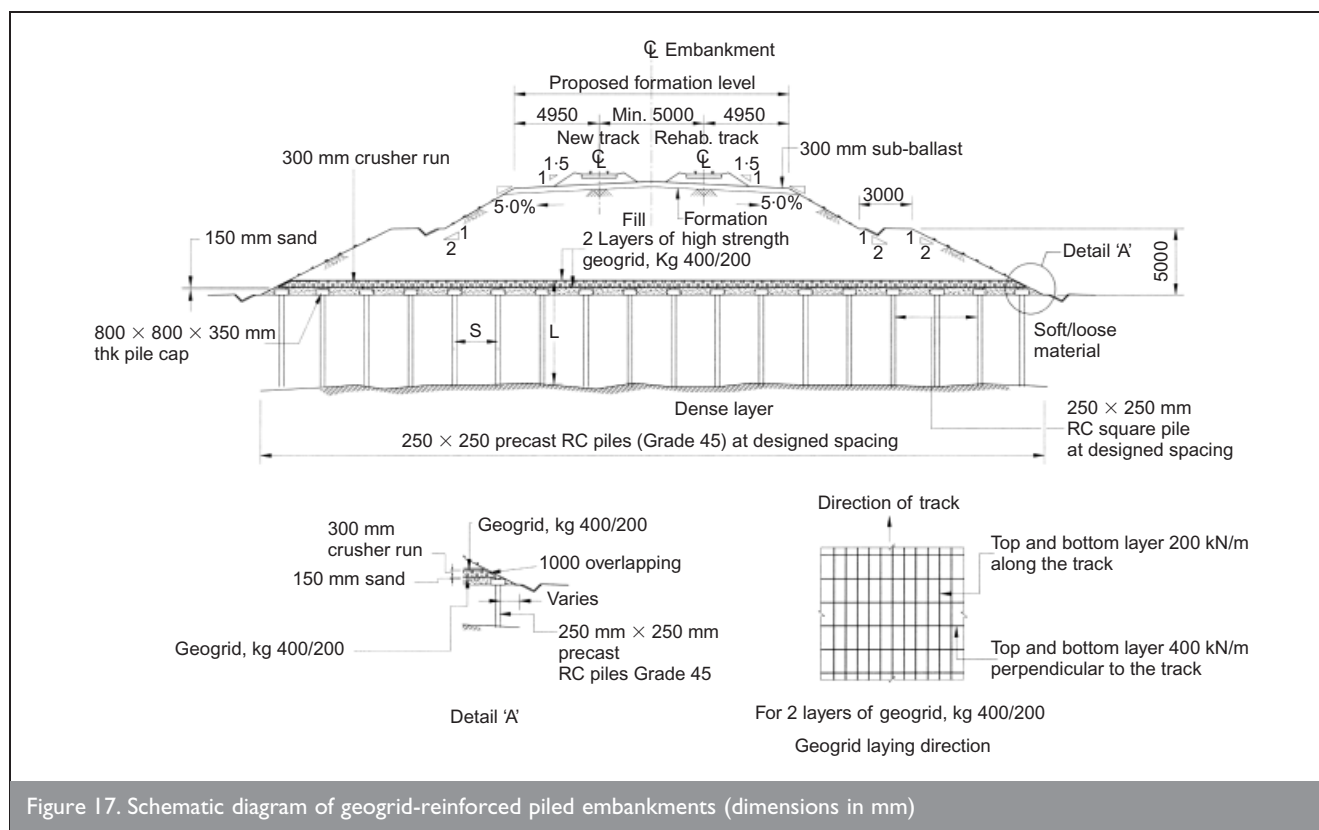 ℄ Embankment
Proposed formation level
4950
Min. 5000
4950
New track
Rehab. track
300 mm crusher run
℄
℄
300 mm sub-ballast
1·5
1
1·5
1
5·0%
5·0%
3000
Fill
Formation
150 mm sand
2
1
2 Layers of high strength
geogrid, Kg 400/200
1
2
1
2
Detail ‘A’
5000
800 × 800 × 350 mm
thk pile cap
S
L
Soft/loose
material
Dense layer
250 × 250 mm
RC square pile
at designed spacing
250 × 250 precast RC piles (Grade 45) at designed spacing
Direction of track
300 mm
crusher run
Geogrid, kg 400/200
1000 overlapping
150 mm sand
Varies
Geogrid, kg 400/200
250 mm × 250 mm
precast
RC piles Grade 45
Top and bottom layer 200 kN/m
along the track
Top and bottom layer 400 kN/m
perpendicular to the track
Detail ‘A’
For 2 layers of geogrid, kg 400/200
Geogrid laying direction
Figure 17. Schematic diagram of geogrid-reinforced piled embankments (dimensions in mm)